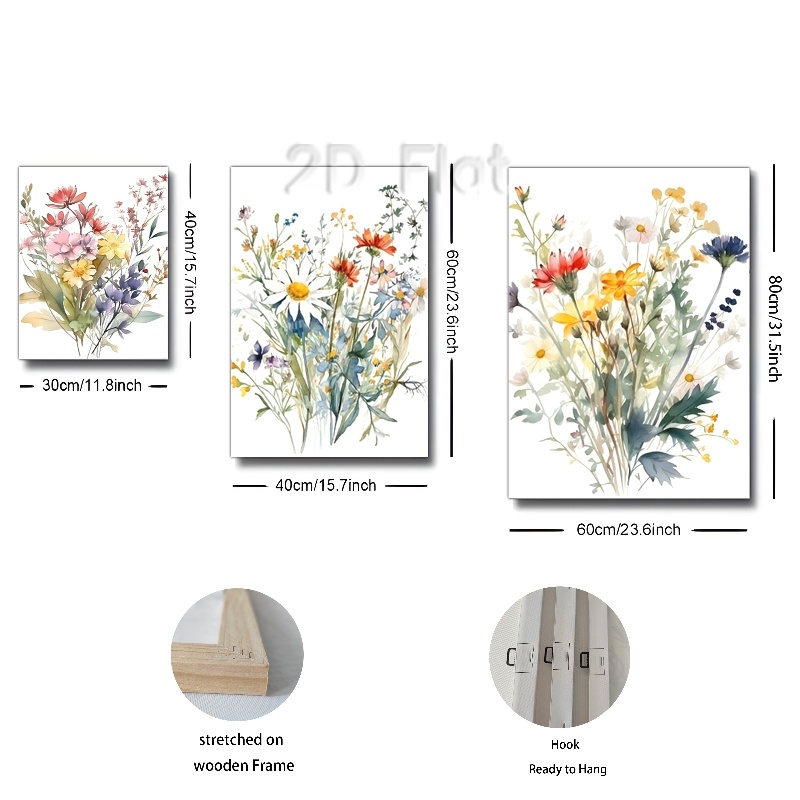 2D Flat
40cm/15.7inch
30cm/11.8inch
60cm/23.6inch
40cm/15.7inch
80cm/31.5inch
60cm/23.6inch
stretched on
wooden Frame
Hook
Ready to Hang